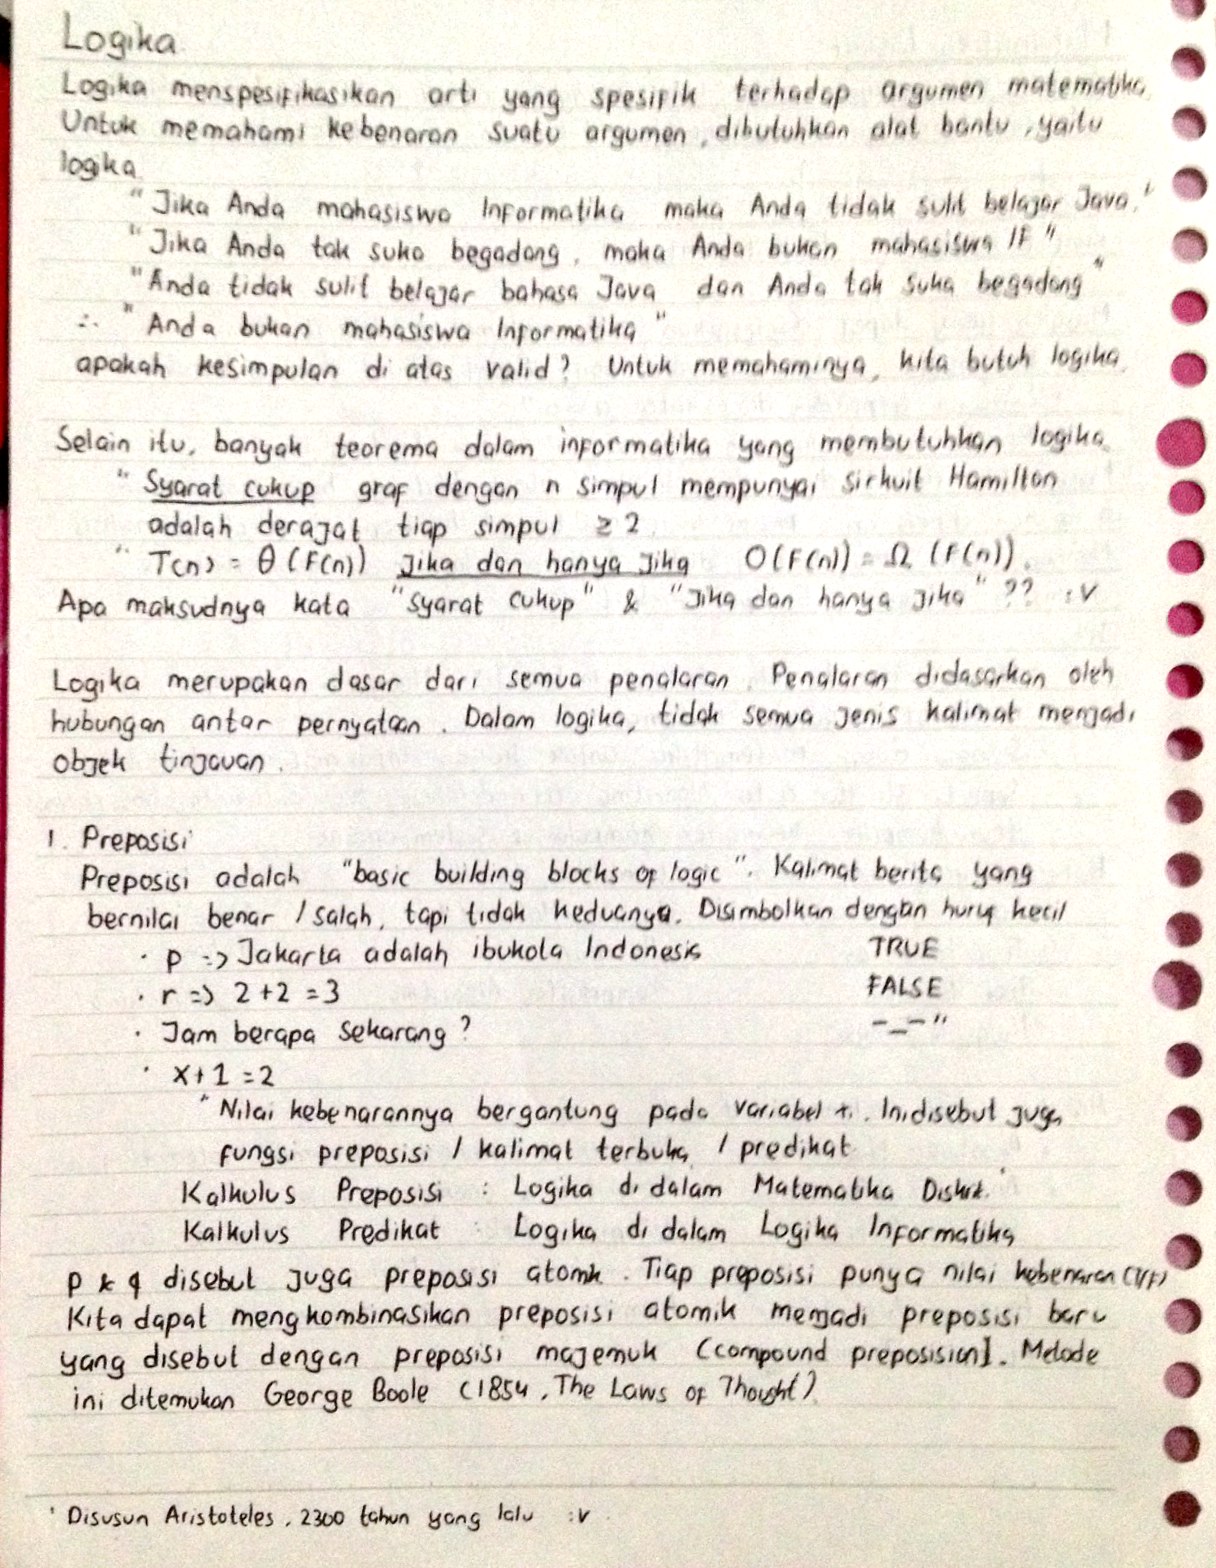 Logika
Logika menspesifikasikan arti yang spesifik terhadap argumen matematika
Untuk memahami kebenaran suatu argumen, dibutuhkan alat bantu, yaitu
logika
"Jika Anda mahasiswa Informatika maka Anda tidak sulit belajar Java."
"Jika Anda tak suka begadang, maka Anda bukan mahasiswa IF"
"Anda tidak sulit belajar bahasa Java dan Anda tak suka begadang"
∴ "Anda bukan mahasiswa Informatika"
apakah kesimpulan di atas valid? Untuk memahaminya, kita butuh logika.
Selain itu, banyak teorema dalam informatika yang membutuhkan logika
" Syarat cukup graf dengan n simpul mempunyai sirkuit Hamilton
adalah derajat tiap simpul ≥ 2
" T(n) = θ (F(n)) jika dan hanya jika O(F(n)) = Ω (F(n)).
Apa maksudnya kata "syarat cukup" & "Jika dan hanya jika" ?? :v
Logika merupakan dasar dari semua penalaran. Penalaran didasarkan oleh
hubungan antar pernyataan. Dalam logika, tidak semua jenis kalimat menjadi
objek tinjauan.
1. Preposisi
Preposisi adalah "basic building blocks of logic". Kalimat berita yang
bernilai benar / salah, tapi tidak keduanya. Disimbolkan dengan huruf kecil
· p => Jakarta adalah ibukota Indonesia TRUE
· r => 2+2 = 3 FALSE
· Jam berapa sekarang? -_-"
· x+1 = 2
" Nilai kebenarannya bergantung pada variabel x. Ini disebut juga
fungsi preposisi / kalimat terbuka / predikat
Kalkulus Preposisi : Logika di dalam Matematika Diskrit.
Kalkulus Predikat : Logika di dalam Logika Informatika
p & q disebut juga preposisi atomik. Tiap preposisi punya nilai kebenaran (T/F)
Kita dapat mengkombinasikan preposisi atomik menjadi preposisi baru
yang disebut dengan preposisi majemuk (compound preposision). Metode
ini ditemukan George Boole (1854, The Laws of Thought)
' Disusun Aristoteles, 2300 tahun yang lalu :v